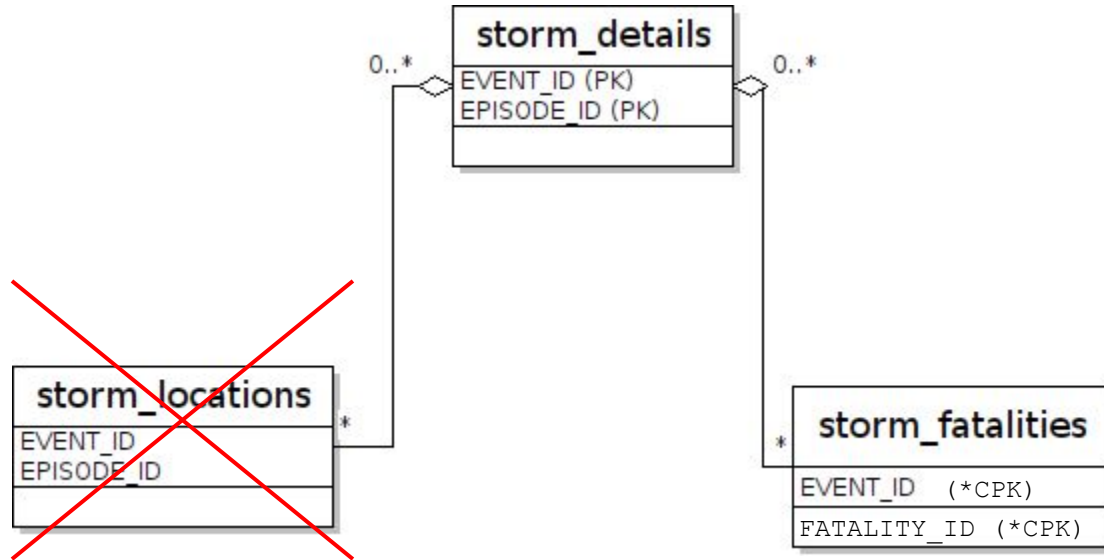 storm_details
0..*
0..*
EVENT_ID (PK)
EPISODE_ID (PK)
storm_locations
*
EVENT_ID
EPISODE_ID
storm_fatalities
*
EVENT_ID (*CPK)
FATALITY_ID (*CPK)